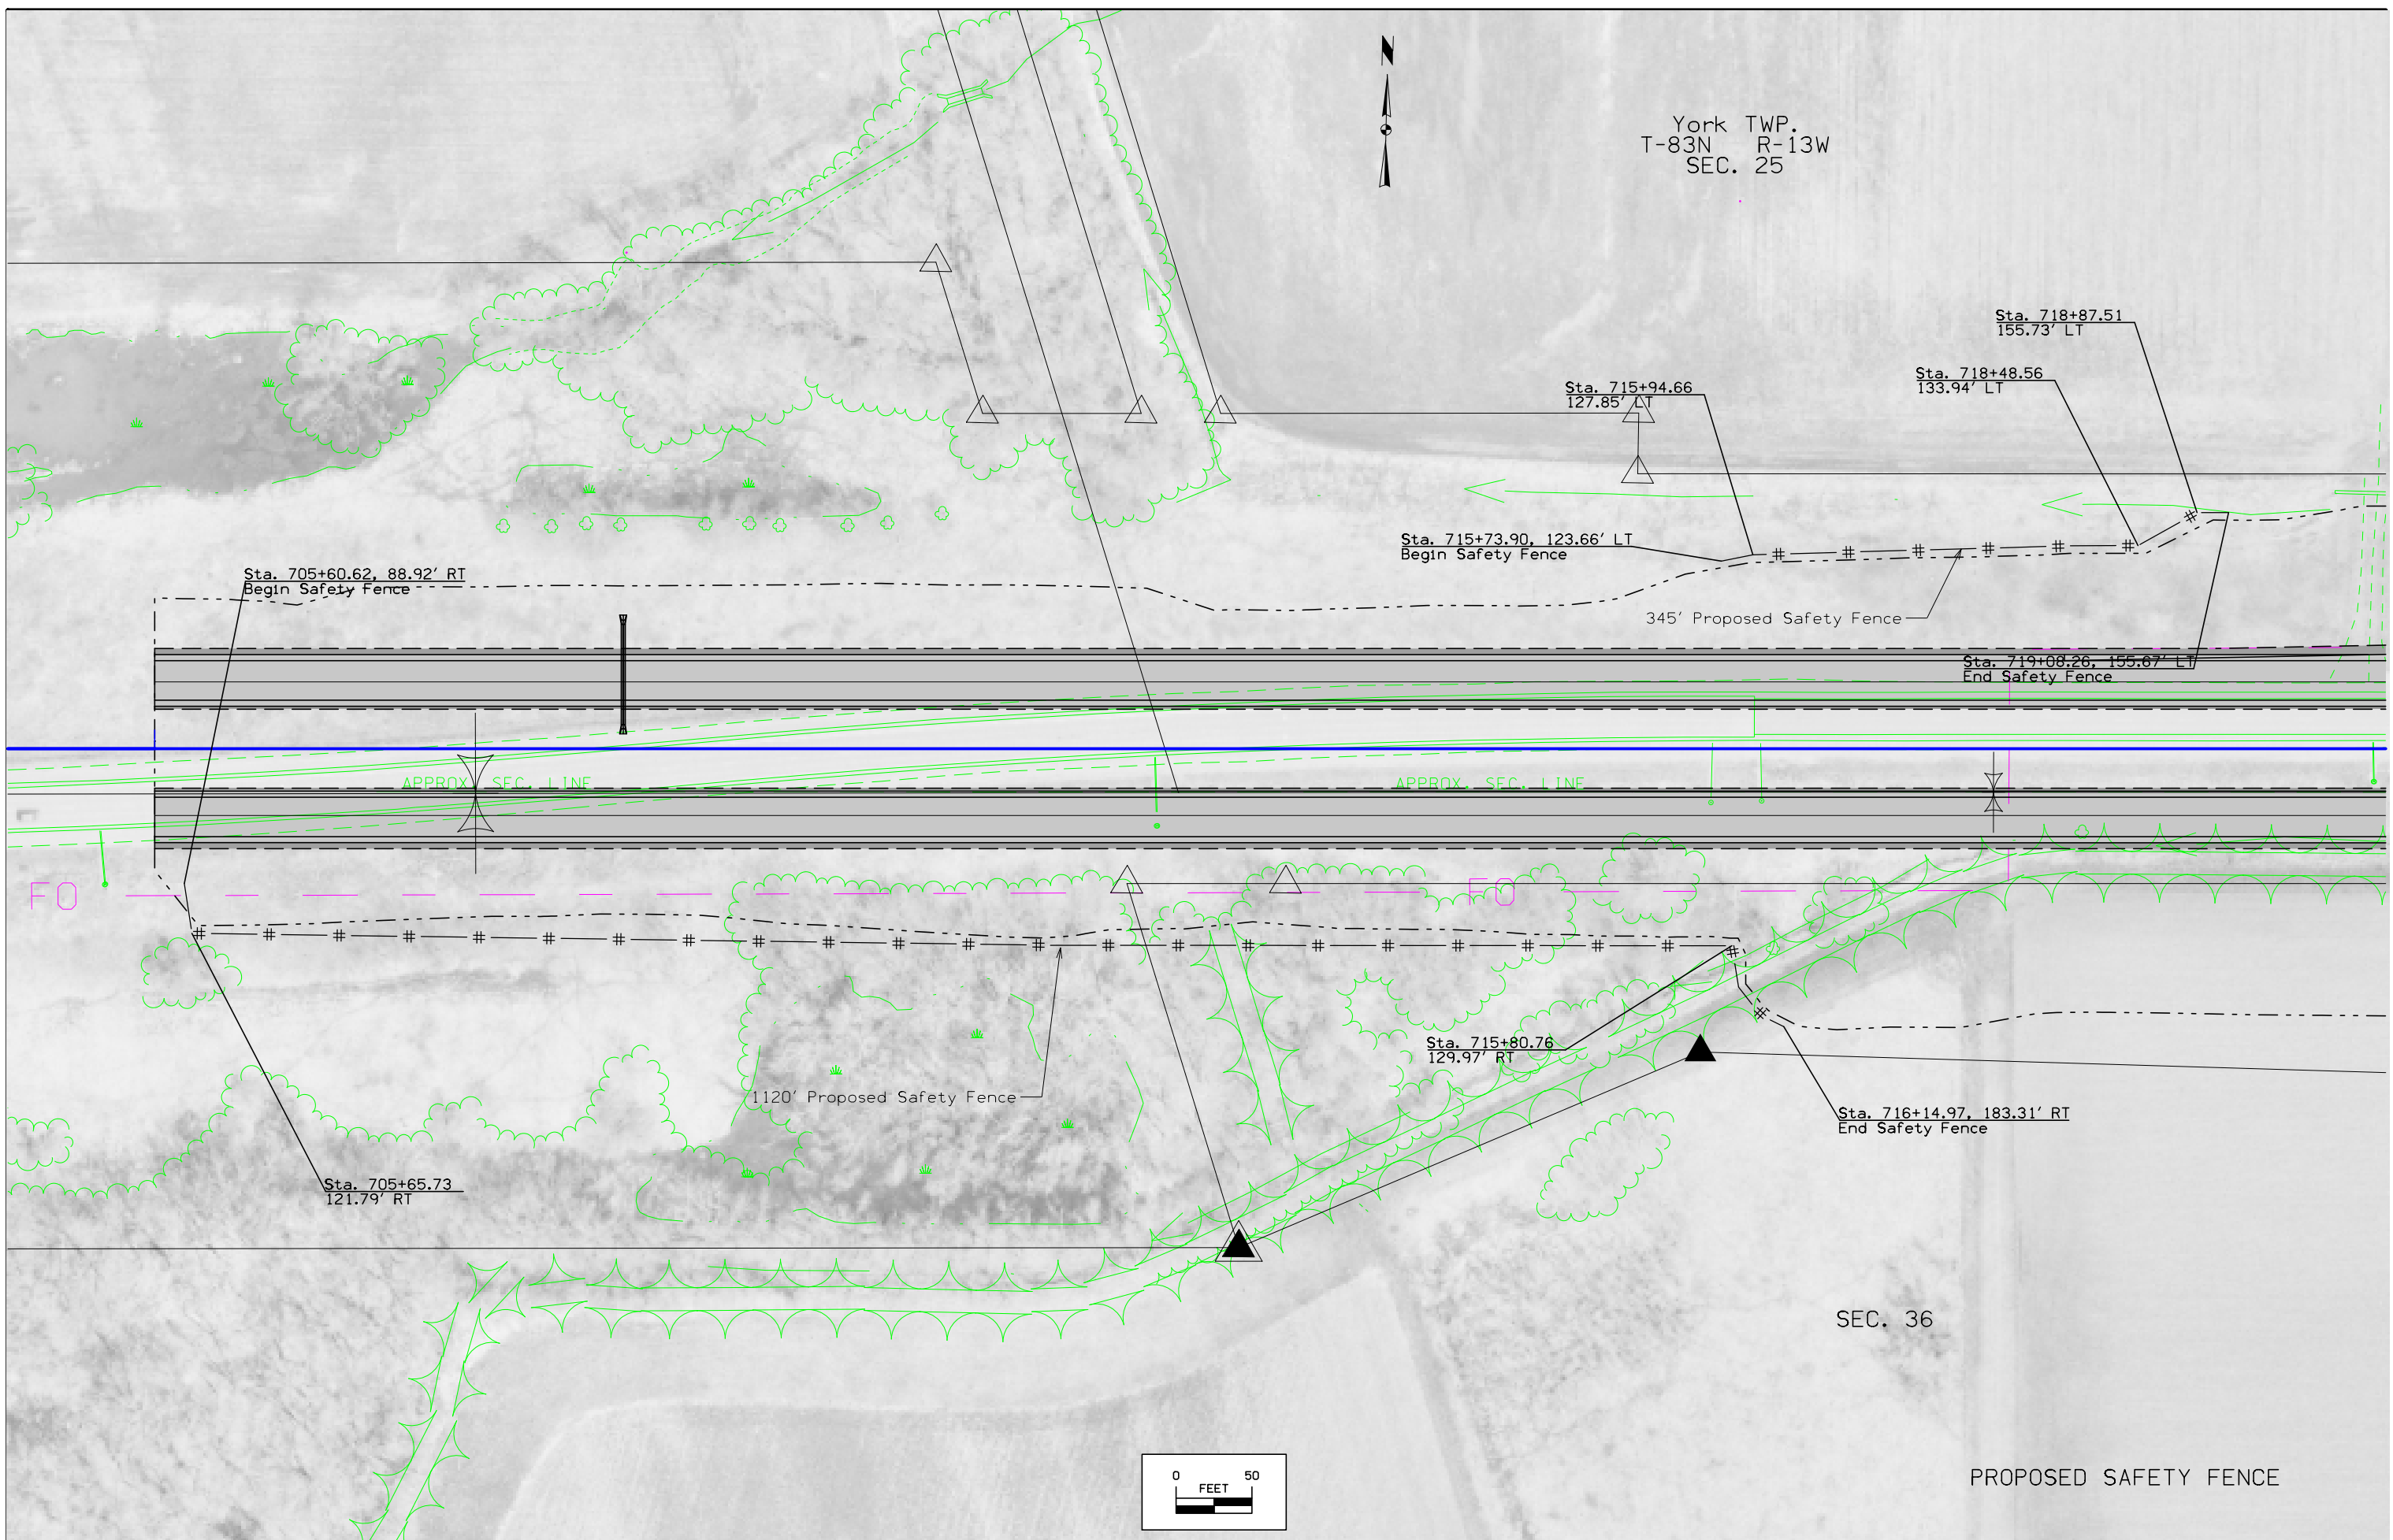 N
York TWP.
T-83N R-13W
SEC. 25
Sta. 718+87.51
155.73' LT
Sta. 718+48.56
133.94' LT
Sta. 715+94.66
127.85' LT
Sta. 715+73.90, 123.66' LT
Begin Safety Fence
Sta. 705+60.62, 88.92' RT
Begin Safety Fence
345' Proposed Safety Fence
Sta. 719+08.26, 155.67' LT
End Safety Fence
APPROX. SEC. LINE
APPROX. SEC. LINE
FO
FO
Sta. 715+80.76
129.97' RT
1120' Proposed Safety Fence
Sta. 716+14.97, 183.31' RT
End Safety Fence
Sta. 705+65.73
121.79' RT
SEC. 36
0 50
FEET
PROPOSED SAFETY FENCE